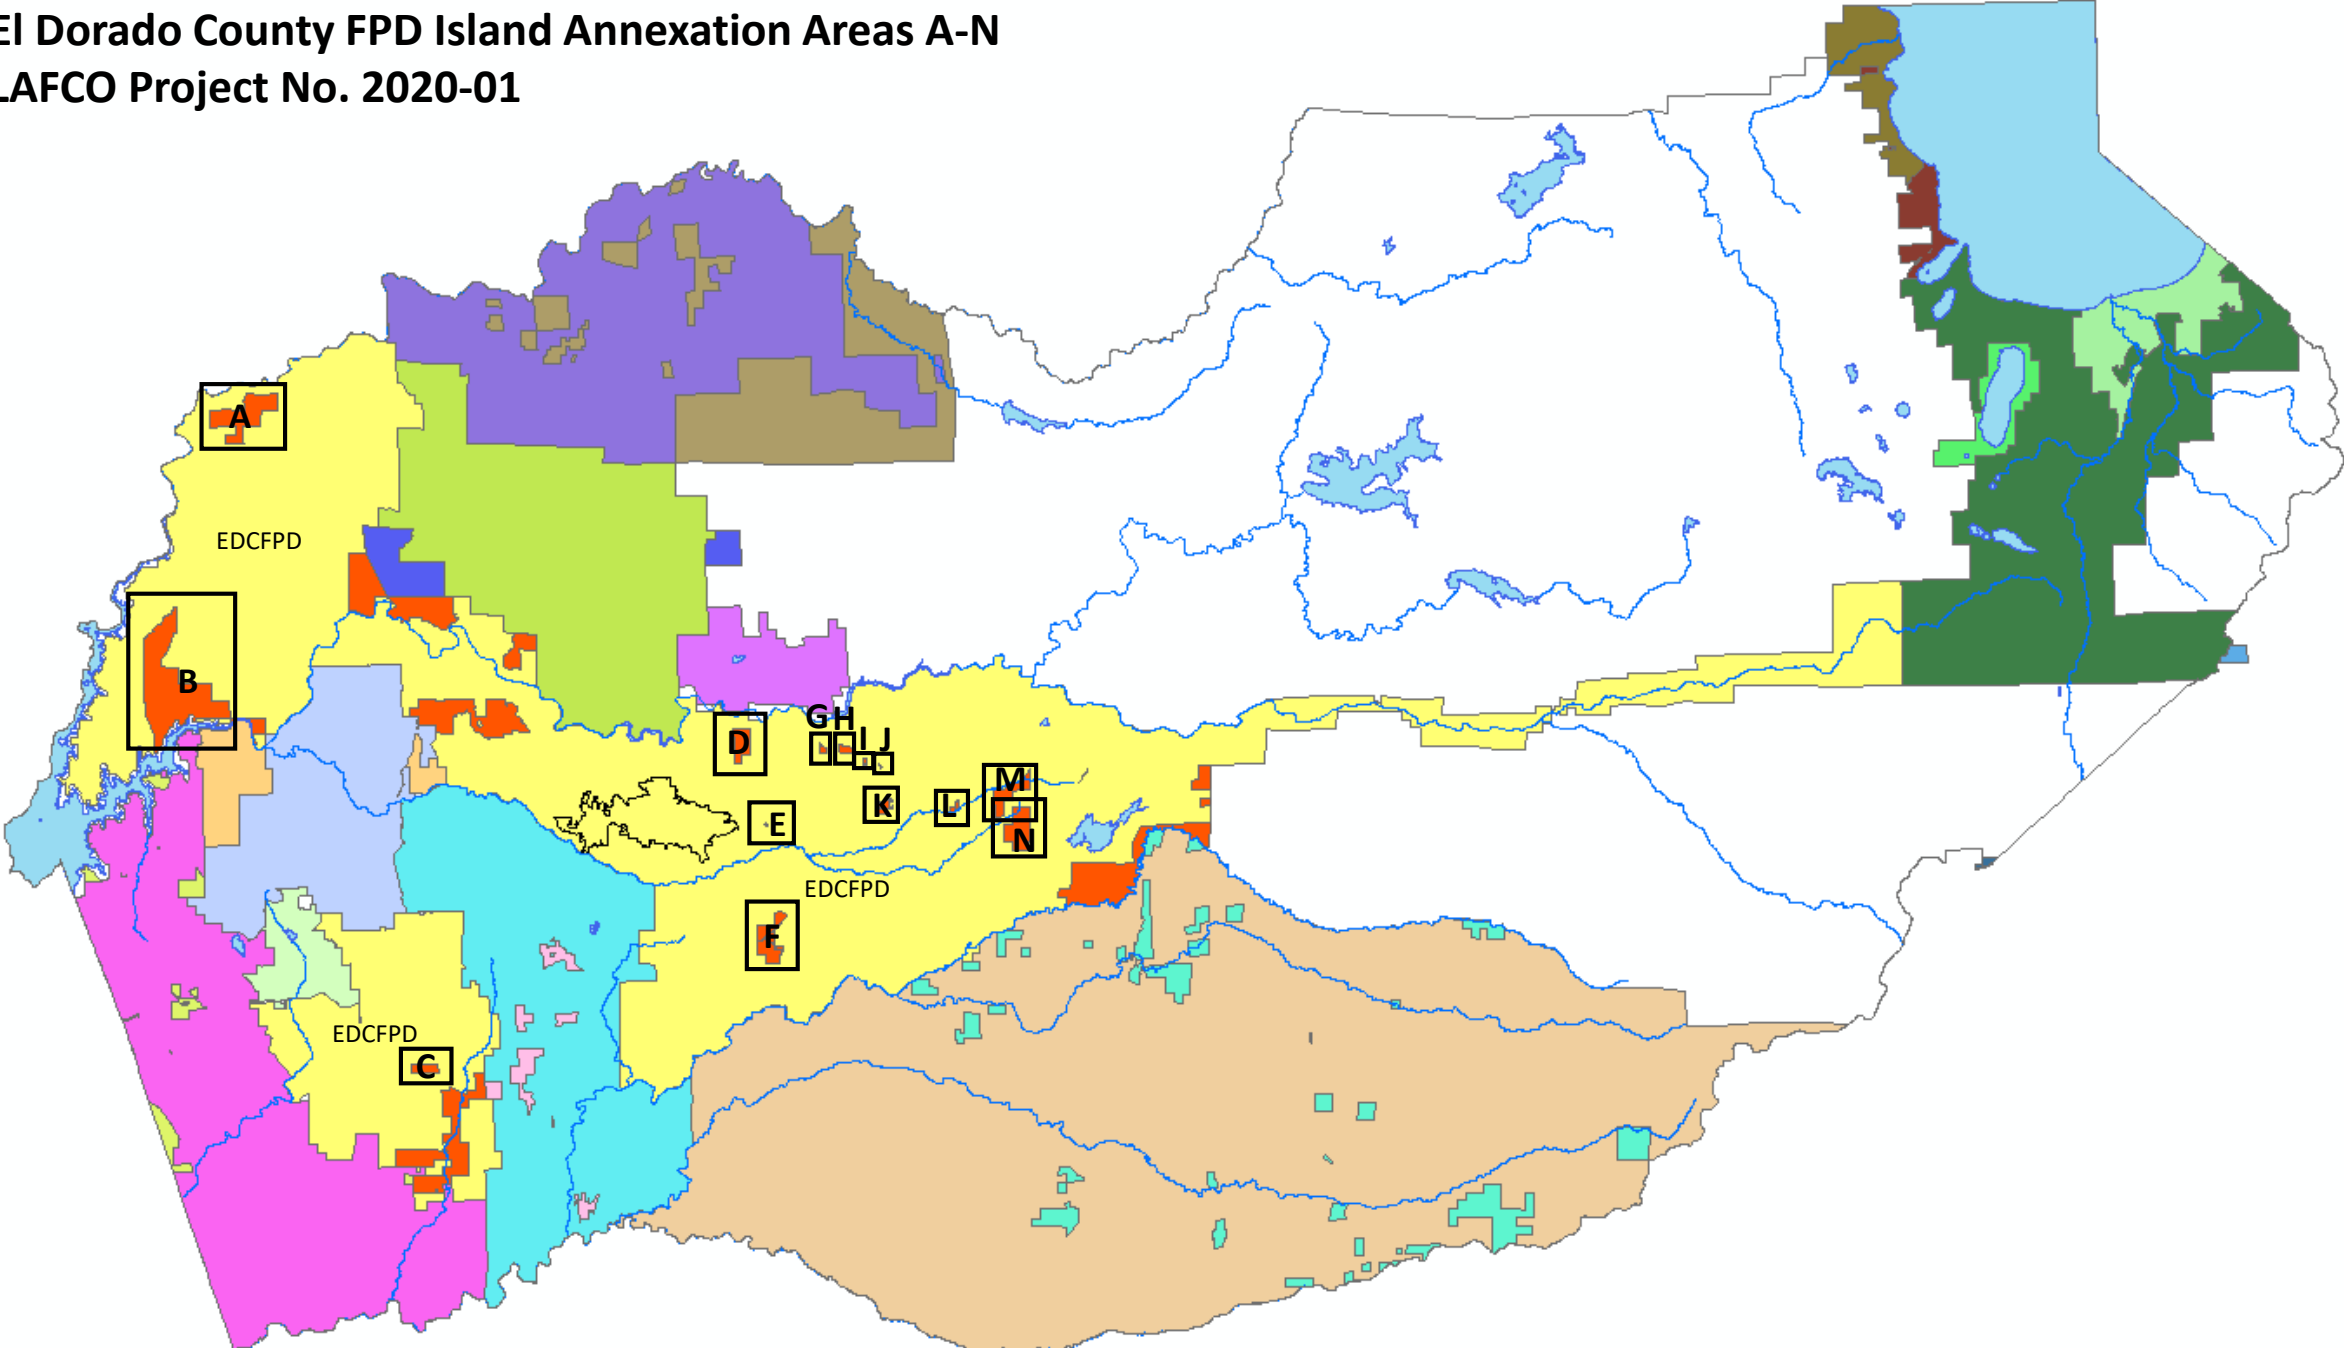 El Dorado County FPD Island Annexation Areas A-N
LAFCO Project No. 2020-01
A
EDCFPD
B
G
H
D
I
J
M
K
L
E
N
EDCFPD
F
EDCFPD
C